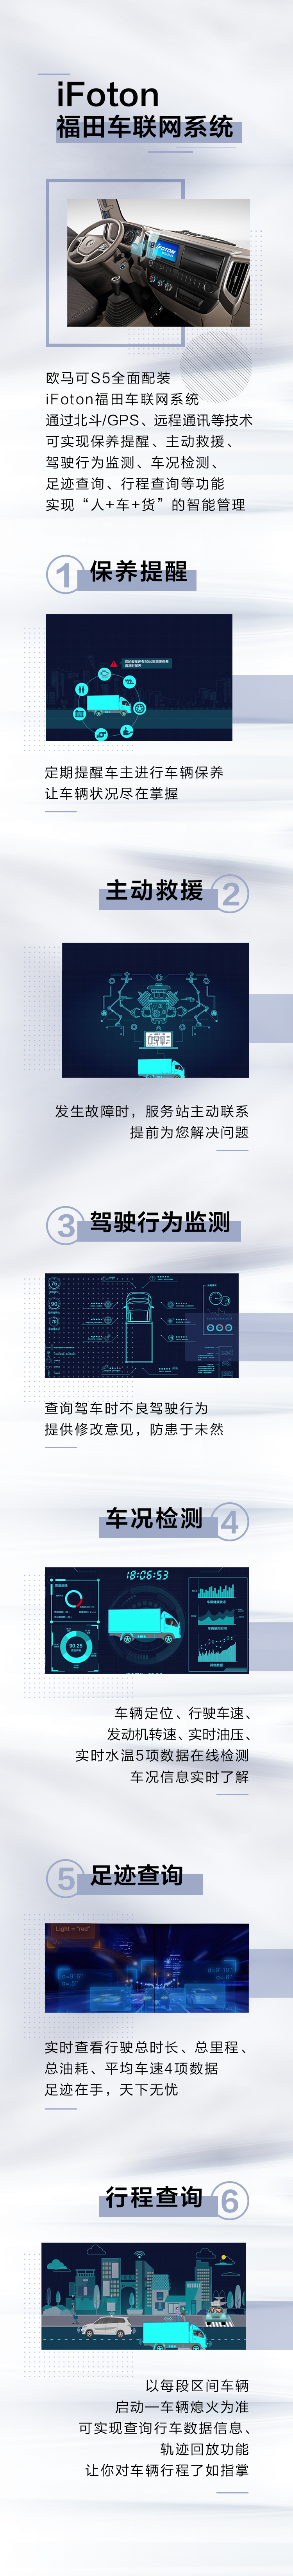 iFoton
福田车联网系统
FOTON
欧马可S5全面配装
iFoton福田车联网系统
通过北斗/GPS、远程通讯等技术
可实现保养提醒、主动救援、
驾驶行为监测、车况检测、
足迹查询、行程查询等功能
实现“人+车+货”的智能管理
1 保养提醒
定期提醒车主进行车辆保养
让车辆状况尽在掌握
主动救援 2
发生故障时，服务站主动联系
提前为您解决问题
3 驾驶行为监测
查询驾车时不良驾驶行为
提供修改意见，防患于未然
车况检测 4
18:06:53
90.25
车辆定位、行驶车速、
发动机转速、实时油压、
实时水温5项数据在线检测
车况信息实时了解
5 足迹查询
Light = "red"
实时查看行驶总时长、总里程、
总油耗、平均车速4项数据
足迹在手，天下无忧
行程查询 6
以每段区间车辆
启动一车辆熄火为准
可实现查询行车数据信息、
轨迹回放功能
让你对车辆行程了如指掌